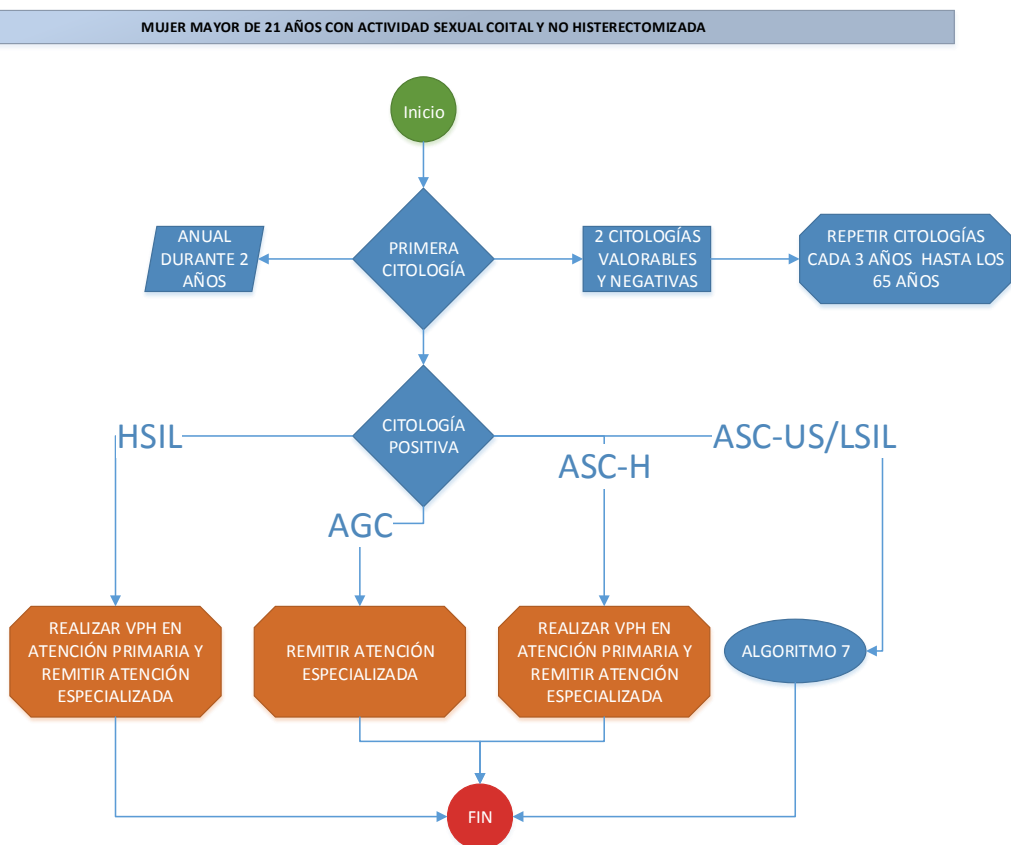 MUJER MAYOR DE 21 AÑOS CON ACTIVIDAD SEXUAL COITAL Y NO HISTERECTOMIZADA
Inicio
ANUAL
DURANTE 2
AÑOS
PRIMERA
CITOLOGÍA
2 CITOLOGÍAS
VALORABLES
Y NEGATIVAS
REPETIR CITOLOGÍAS
CADA 3 AÑOS HASTA LOS
65 AÑOS
CITOLOGÍA
POSITIVA
HSIL
AGC
ASC-H
ASC-US/LSIL
REALIZAR VPH EN
ATENCIÓN PRIMARIA Y
REMITIR ATENCIÓN
ESPECIALIZADA
REMITIR ATENCIÓN
ESPECIALIZADA
REALIZAR VPH EN
ATENCIÓN PRIMARIA Y
REMITIR ATENCIÓN
ESPECIALIZADA
ALGORITMO 7
FIN